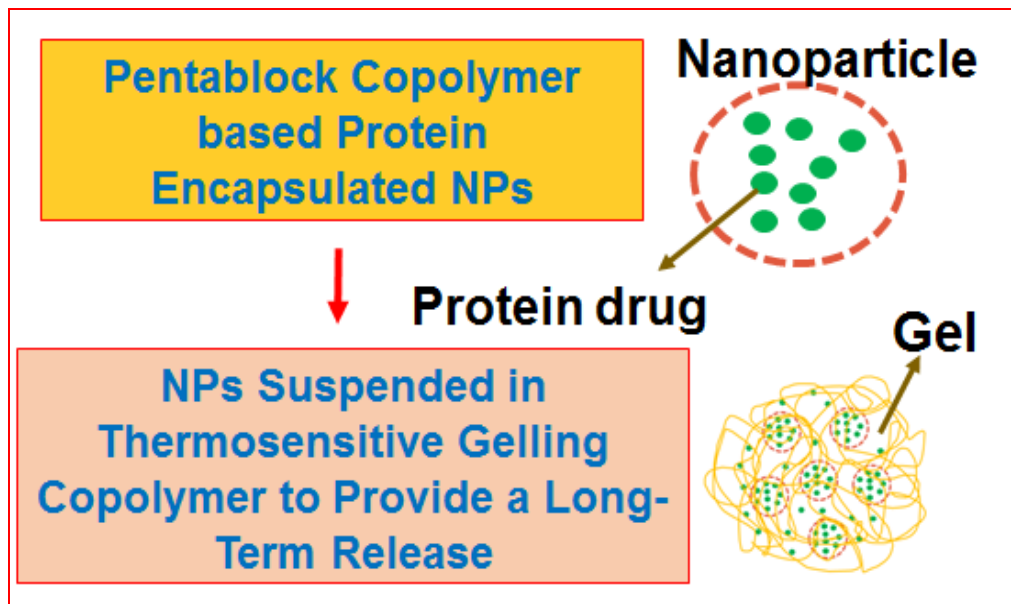 Pentablock Copolymer
based Protein
Encapsulated NPs
Nanoparticle
Protein drug
Gel
NPs Suspended in
Thermosensitive Gelling
Copolymer to Provide a Long-
Term Release